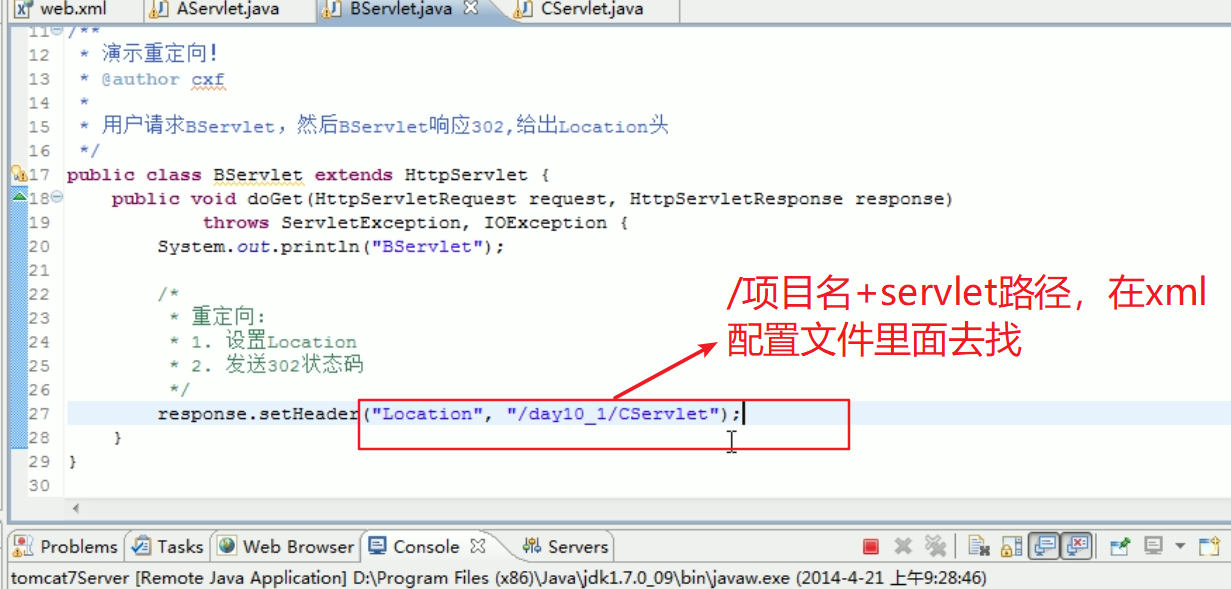 web.xml AServlet.java BServlet.java CServlet.java
11 /**
12 * 演示重定向！
13 * @author cxf
14 *
15 * 用户请求BServlet，然后BServlet响应302,给出Location头
16 */
17 public class BServlet extends HttpServlet {
18 public void doGet(HttpServletRequest request, HttpServletResponse response)
19 throws ServletException, IOException {
20 System.out.println("BServlet");
21
22 /*
23 * 重定向：
24 * 1. 设置Location
25 * 2. 发送302状态码
26 */
27 response.setHeader("Location", "/day10_1/CServlet");
28 }
29 }
30
/项目名+servlet路径，在xml
配置文件里面去找
Problems Tasks Web Browser Console Servers
tomcat7Server [Remote Java Application] D:\Program Files (x86)\Java\jdk1.7.0_09\bin\javaw.exe (2014-4-21 上午9:28:46)